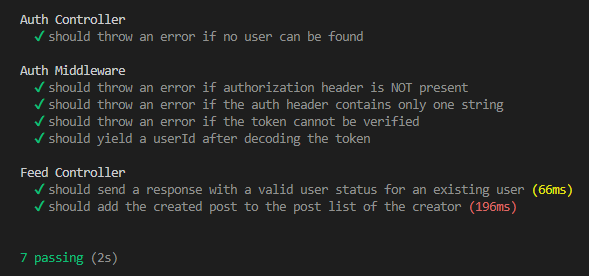 Auth Controller
✓ should throw an error if no user can be found
Auth Middleware
✓ should throw an error if authorization header is NOT present
✓ should throw an error if the auth header contains only one string
✓ should throw an error if the token cannot be verified
✓ should yield a userId after decoding the token
Feed Controller
✓ should send a response with a valid user status for an existing user (66ms)
✓ should add the created post to the post list of the creator (196ms)
7 passing (2s)